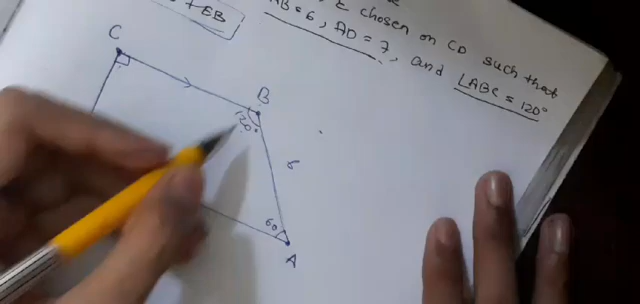 E chosen on CD such that
+ EB
AB = 6, AD = 7, and ∠ABC = 120°
C
B
120°
6
60
A